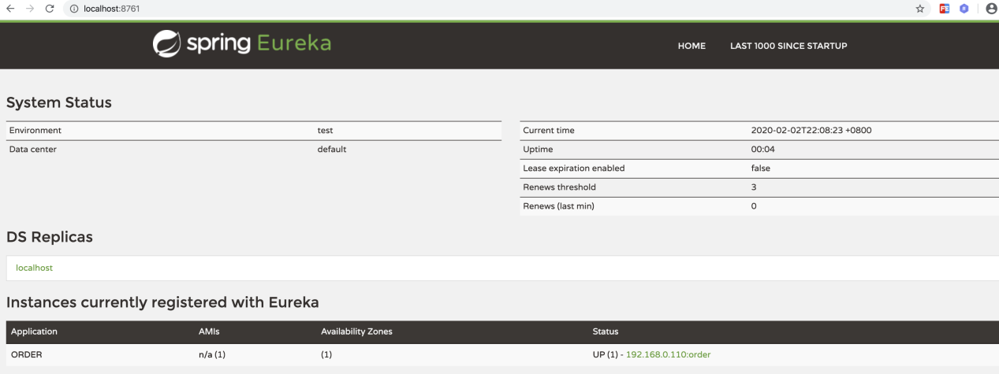 localhost:8761
spring Eureka
HOME LAST 1000 SINCE STARTUP
System Status
Environment test
Data center default
Current time 2020-02-02T22:08:23 +0800
Uptime 00:04
Lease expiration enabled false
Renews threshold 3
Renews (last min) 0
DS Replicas
localhost
Instances currently registered with Eureka
Application AMIs Availability Zones Status
ORDER n/a (1) (1) UP (1) - 192.168.0.110:order